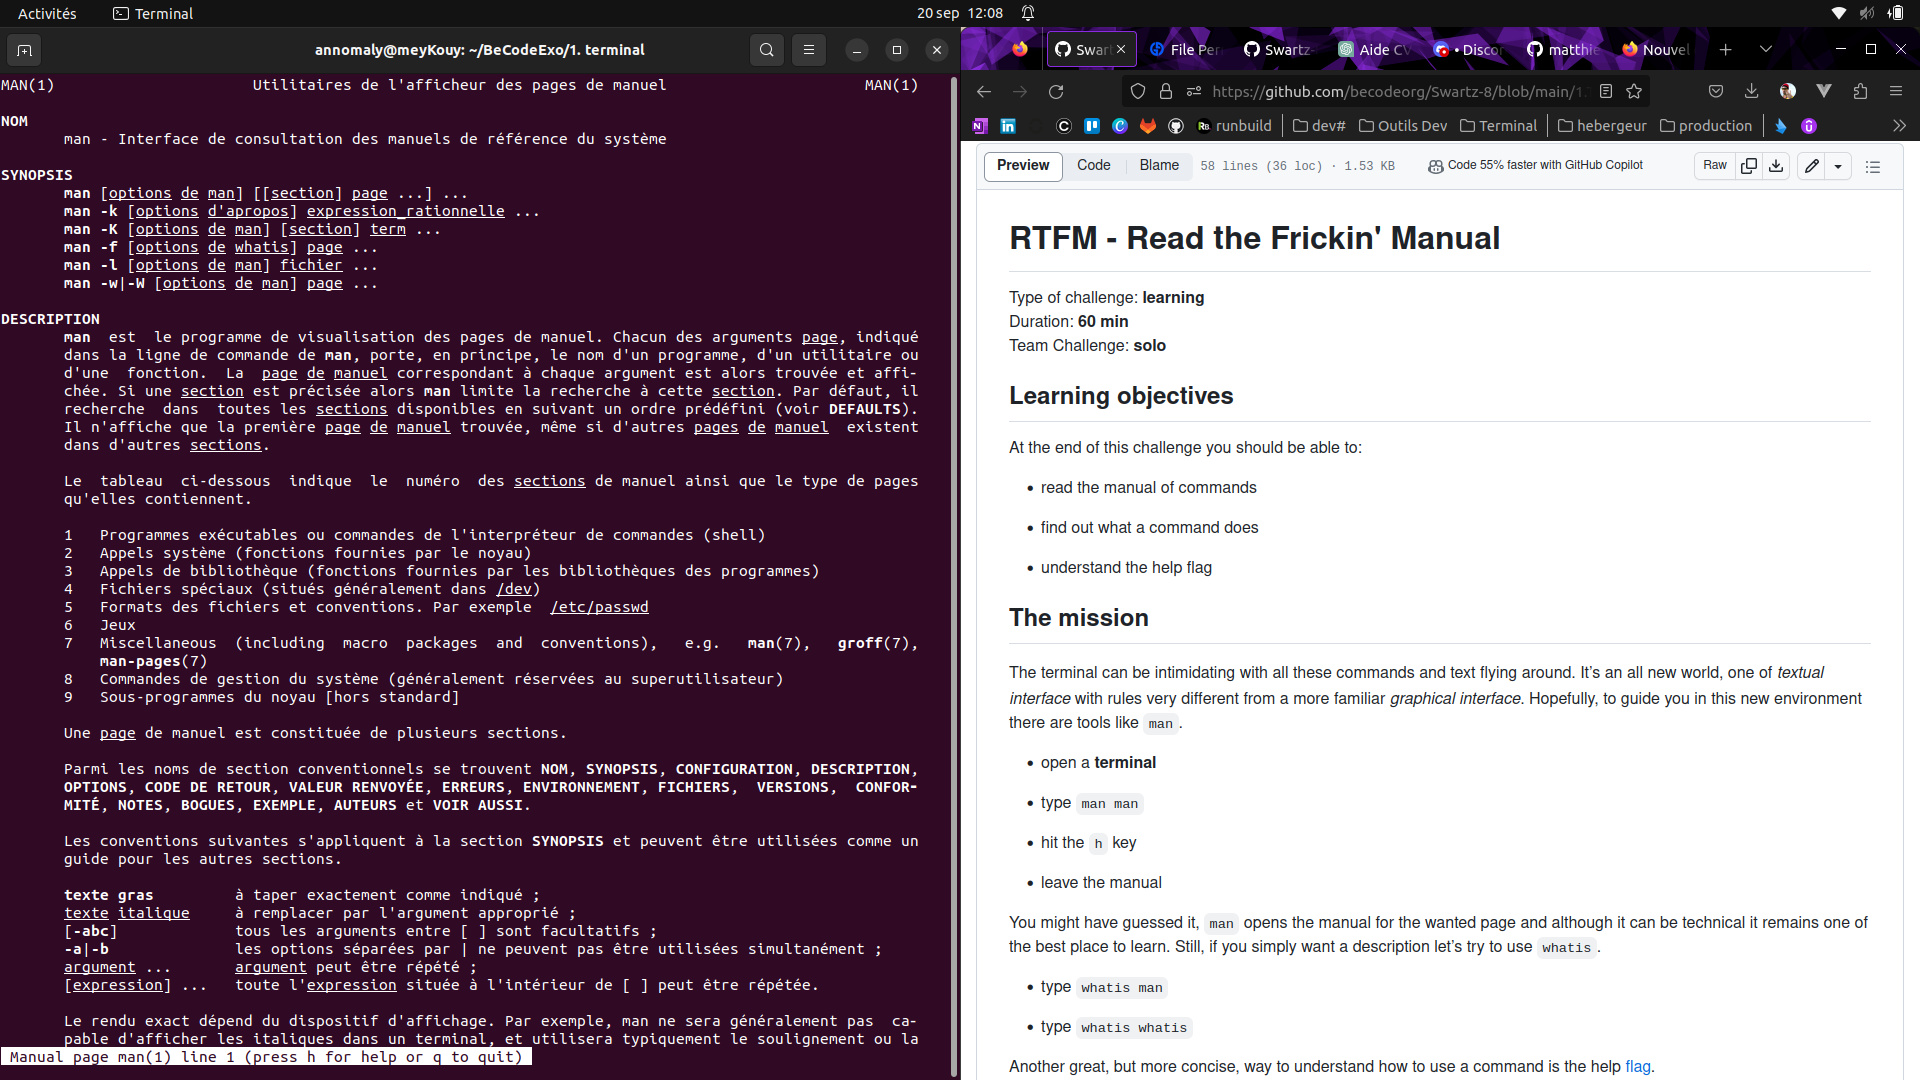 Activités
Terminal
20 sep 12:08
annomaly@meyKouy: ~/BeCodeExo/1. terminal
MAN(1) Utilitaires de l'afficheur des pages de manuel MAN(1)
NOM
man - Interface de consultation des manuels de référence du système
SYNOPSIS
man [options de man] [[section] page ...] ...
man -k [options d'apropos] expression_rationnelle ...
man -K [options de man] [section] term ...
man -f [options de whatis] page ...
man -l [options de man] fichier ...
man -w|-W [options de man] page ...
DESCRIPTION
man est le programme de visualisation des pages de manuel. Chacun des arguments page, indiqué
dans la ligne de commande de man, porte, en principe, le nom d'un programme, d'un utilitaire ou
d'une fonction. La page de manuel correspondant à chaque argument est alors trouvée et affi-
chée. Si une section est précisée alors man limite la recherche à cette section. Par défaut, il
recherche dans toutes les sections disponibles en suivant un ordre prédéfini (voir DEFAULTS).
Il n'affiche que la première page de manuel trouvée, même si d'autres pages de manuel existent
dans d'autres sections.
Le tableau ci-dessous indique le numéro des sections de manuel ainsi que le type de pages
qu'elles contiennent.
1 Programmes exécutables ou commandes de l'interpréteur de commandes (shell)
2 Appels système (fonctions fournies par le noyau)
3 Appels de bibliothèque (fonctions fournies par les bibliothèques des programmes)
4 Fichiers spéciaux (situés généralement dans /dev)
5 Formats des fichiers et conventions. Par exemple /etc/passwd
6 Jeux
7 Miscellaneous (including macro packages and conventions), e.g. man(7), groff(7),
man-pages(7)
8 Commandes de gestion du système (généralement réservées au superutilisateur)
9 Sous-programmes du noyau [hors standard]
Une page de manuel est constituée de plusieurs sections.
Parmi les noms de section conventionnels se trouvent NOM, SYNOPSIS, CONFIGURATION, DESCRIPTION,
OPTIONS, CODE DE RETOUR, VALEUR RENVOYÉE, ERREURS, ENVIRONNEMENT, FICHIERS, VERSIONS, CONFOR-
MITÉ, NOTES, BOGUES, EXEMPLE, AUTEURS et VOIR AUSSI.
Les conventions suivantes s'appliquent à la section SYNOPSIS et peuvent être utilisées comme un
guide pour les autres sections.
texte gras à taper exactement comme indiqué ;
texte italique à remplacer par l'argument approprié ;
[-abc] tous les arguments entre [ ] sont facultatifs ;
-a|-b les options séparées par | ne peuvent pas être utilisées simultanément ;
argument ... argument peut être répété ;
[expression] ... toute l'expression située à l'intérieur de [ ] peut être répétée.
Le rendu exact dépend du dispositif d'affichage. Par exemple, man ne sera généralement pas ca-
pable d'afficher les italiques dans un terminal, et utilisera typiquement le soulignement ou la
Manual page man(1) line 1 (press h for help or q to quit)
Swart
File Per
Swartz-
Aide CV
• Discor
matthie
Nouvel
https://github.com/becodeorg/Swartz-8/blob/main/1.
runbuild
dev#
Outils Dev
Terminal
hebergeur
production
Preview
Code
Blame
58 lines (36 loc) · 1.53 KB
Code 55% faster with GitHub Copilot
Raw
RTFM - Read the Frickin' Manual
Type of challenge: learning
Duration: 60 min
Team Challenge: solo
Learning objectives
At the end of this challenge you should be able to:
• read the manual of commands
• find out what a command does
• understand the help flag
The mission
The terminal can be intimidating with all these commands and text flying around. It's an all new world, one of textual
interface with rules very different from a more familiar graphical interface. Hopefully, to guide you in this new environment
there are tools like man.
• open a terminal
• type man man
• hit the h key
• leave the manual
You might have guessed it, man opens the manual for the wanted page and although it can be technical it remains one of
the best place to learn. Still, if you simply want a description let's try to use whatis.
• type whatis man
• type whatis whatis
Another great, but more concise, way to understand how to use a command is the help flag.